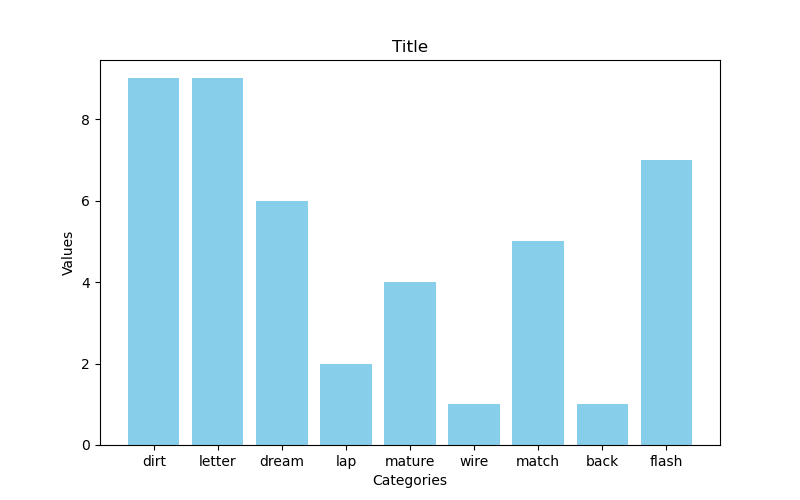 Title
Values
8
6
4
2
0
dirt letter dream lap mature wire match back flash
Categories